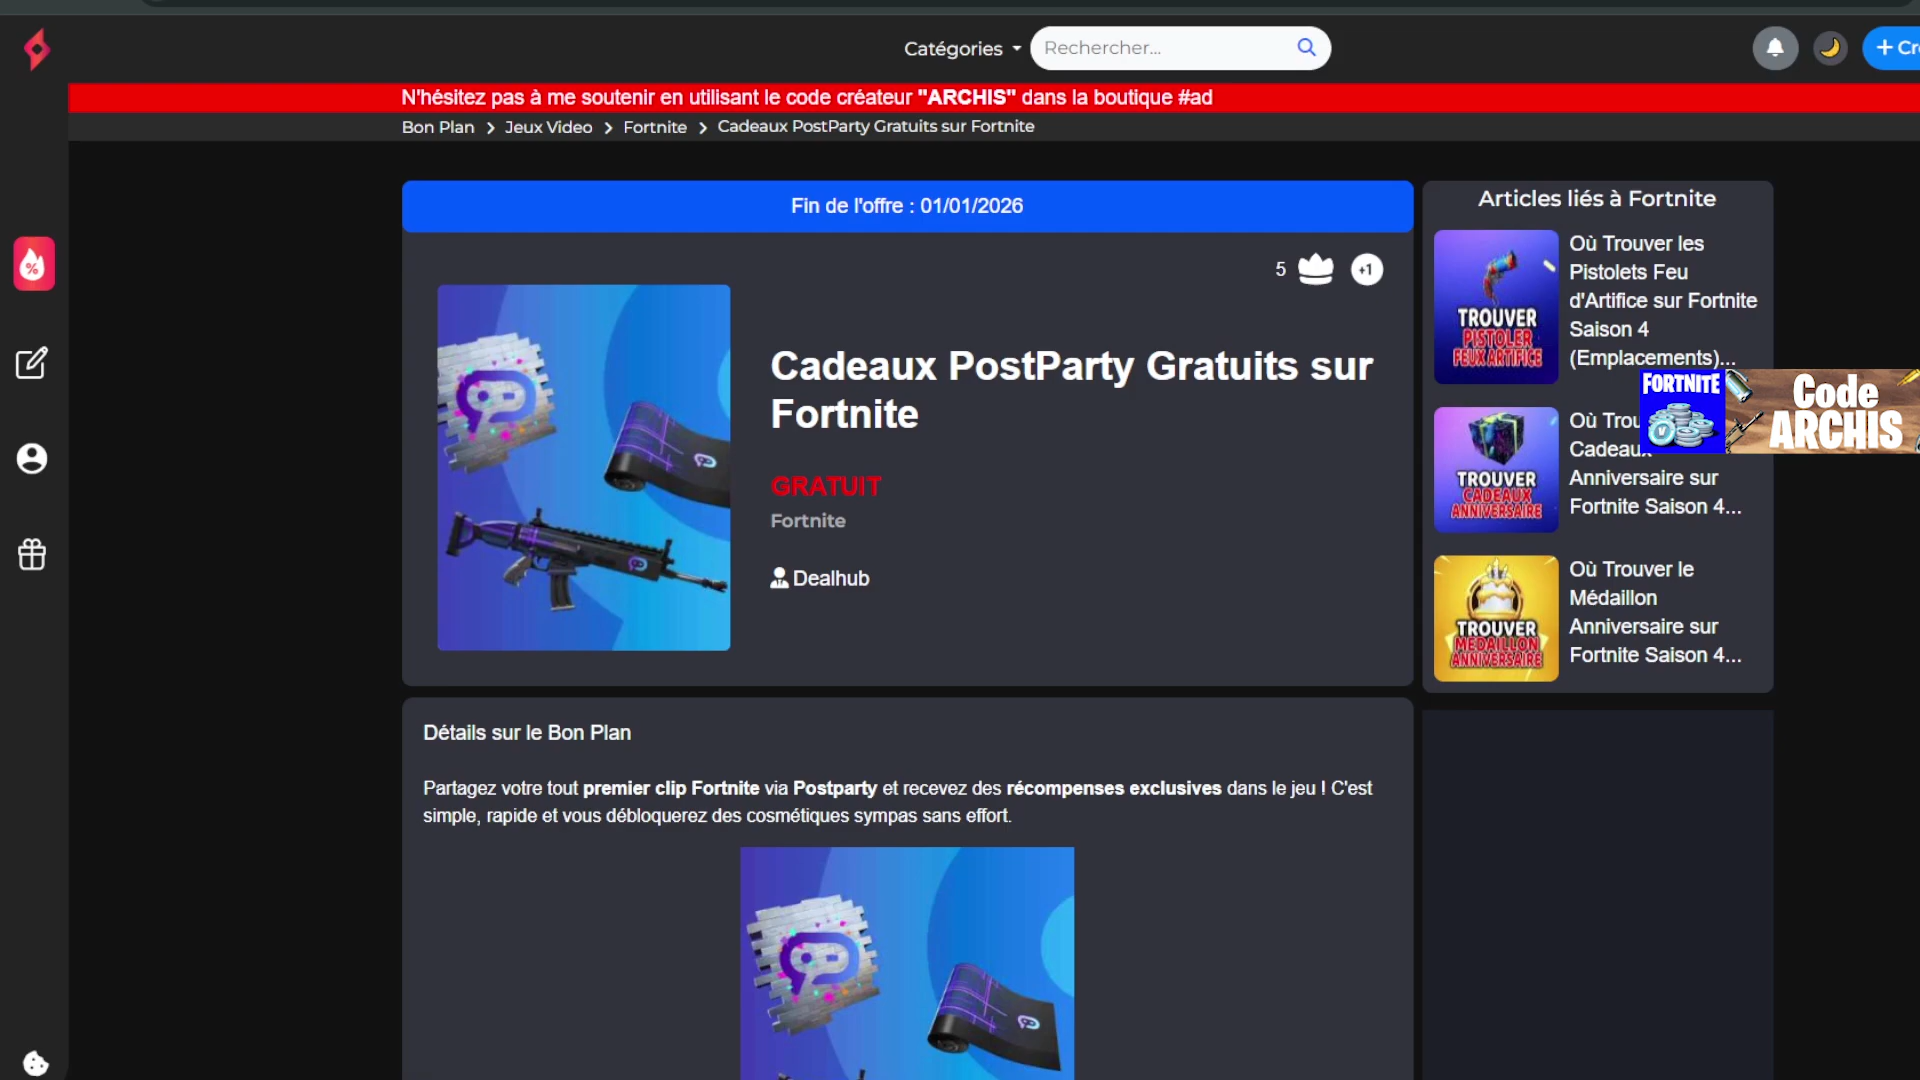 Catégories
Rechercher...
+ Cr
N'hésitez pas à me soutenir en utilisant le code créateur "ARCHIS" dans la boutique #ad
Bon Plan > Jeux Video > Fortnite > Cadeaux PostParty Gratuits sur Fortnite
Fin de l'offre : 01/01/2026
5
+1
Cadeaux PostParty Gratuits sur
Fortnite
GRATUIT
Fortnite
Dealhub
Détails sur le Bon Plan
Partagez votre tout premier clip Fortnite via Postparty et recevez des récompenses exclusives dans le jeu ! C'est
simple, rapide et vous débloquerez des cosmétiques sympas sans effort.
Articles liés à Fortnite
TROUVER
PISTOLER
FEUX ARTIFICE
Où Trouver les
Pistolets Feu
d'Artifice sur Fortnite
Saison 4
(Emplacements)...
FORTNITE
Code
ARCHIS
TROUVER
CADEAUX
ANNIVERSAIRE
Où Trou
Cadeaux
Anniversaire sur
Fortnite Saison 4...
TROUVER
MEDAILLON
ANNIVERSAIRE
Où Trouver le
Médaillon
Anniversaire sur
Fortnite Saison 4...